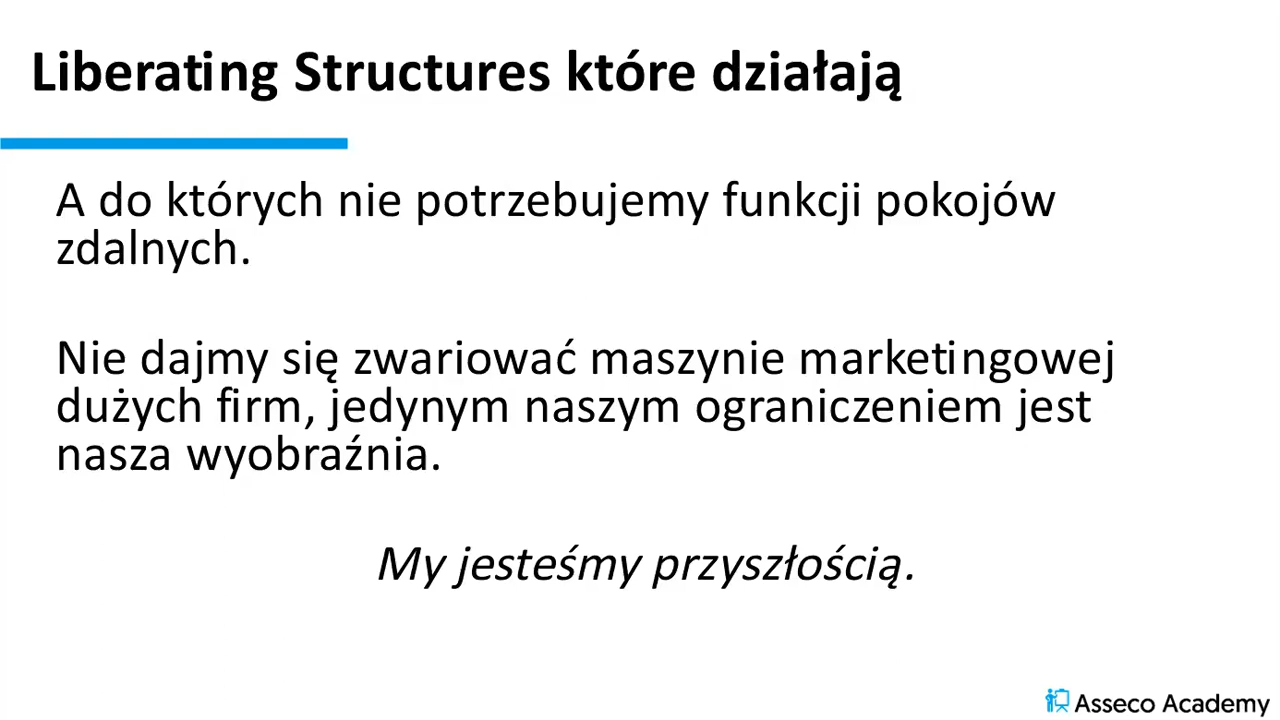 Liberating Structures które działają
A do których nie potrzebujemy funkcji pokojów
zdalnych.
Nie dajmy się zwariować maszynie marketingowej
dużych firm, jedynym naszym ograniczeniem jest
nasza wyobraźnia.
My jesteśmy przyszłością.
Asseco Academy